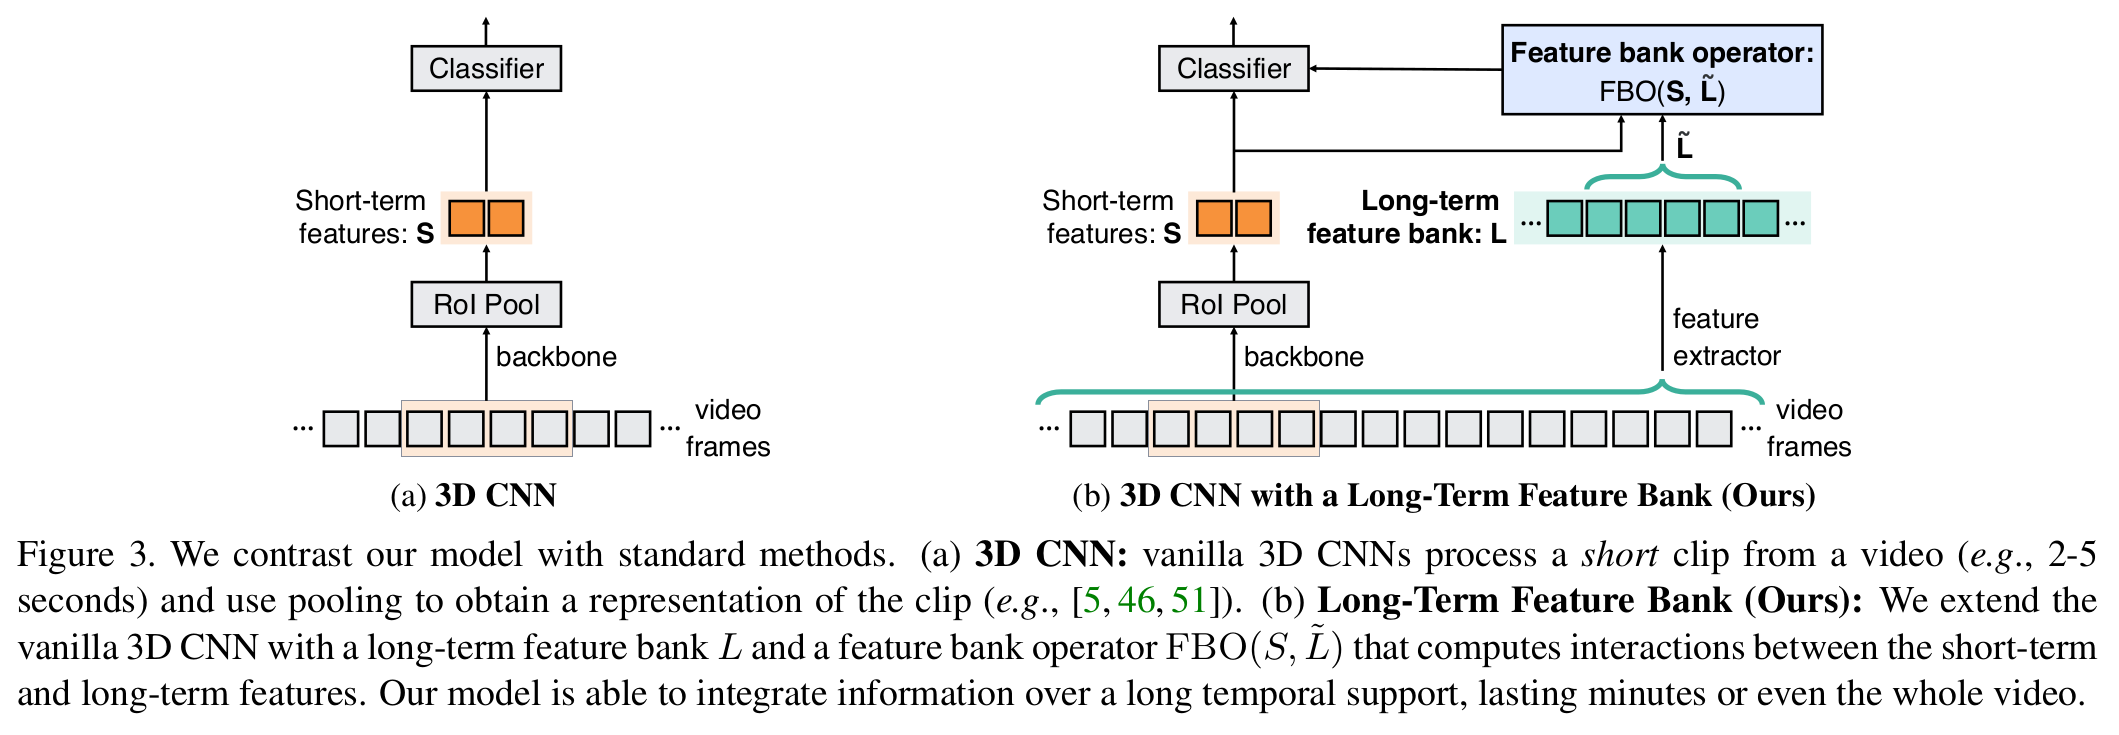 Classifier
Short-term
features: S
RoI Pool
backbone
... ...
video
frames
(a) 3D CNN
Classifier
Feature bank operator:
FBO(S, L̃)
L̃
Short-term
features: S
Long-term
feature bank: L
... ...
RoI Pool
backbone
feature
extractor
... ...
video
frames
(b) 3D CNN with a Long-Term Feature Bank (Ours)
Figure 3. We contrast our model with standard methods. (a) 3D CNN: vanilla 3D CNNs process a short clip from a video (e.g., 2-5
seconds) and use pooling to obtain a representation of the clip (e.g., [5, 46, 51]). (b) Long-Term Feature Bank (Ours): We extend the
vanilla 3D CNN with a long-term feature bank L and a feature bank operator FBO(S, L̃) that computes interactions between the short-term
and long-term features. Our model is able to integrate information over a long temporal support, lasting minutes or even the whole video.